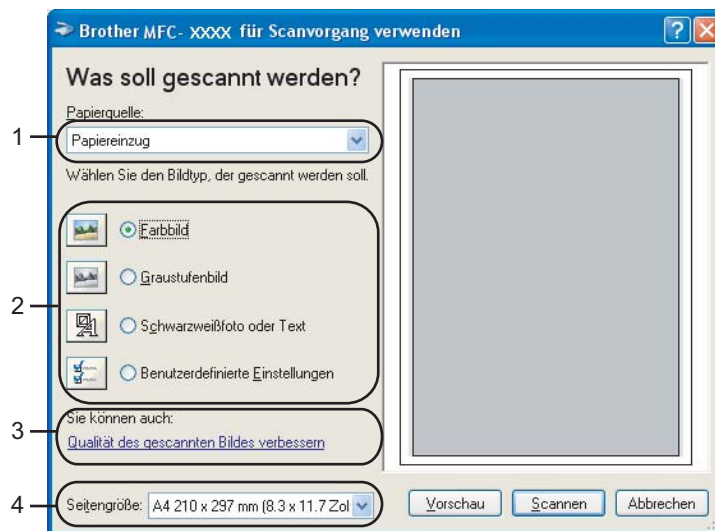 Brother MFC- XXXX für Scanvorgang verwenden
Was soll gescannt werden?
Papierquelle:
1
Papiereinzug
Wählen Sie den Bildtyp, der gescannt werden soll.
2
Farbbild
Graustufenbild
Schwarzweißfoto oder Text
Benutzerdefinierte Einstellungen
3
Sie können auch:
Qualität des gescannten Bildes verbessern
4
Seitengröße: A4 210 x 297 mm (8.3 x 11.7 Zol
Vorschau Scannen Abbrechen